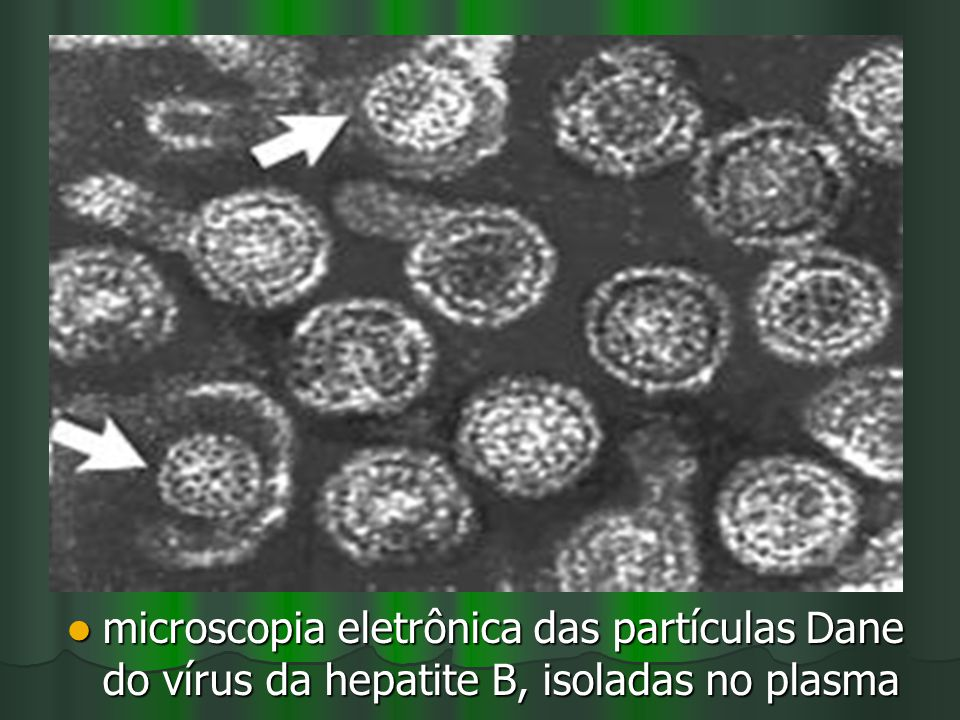 microscopia eletrônica das partículas Dane
do vírus da hepatite B, isoladas no plasma